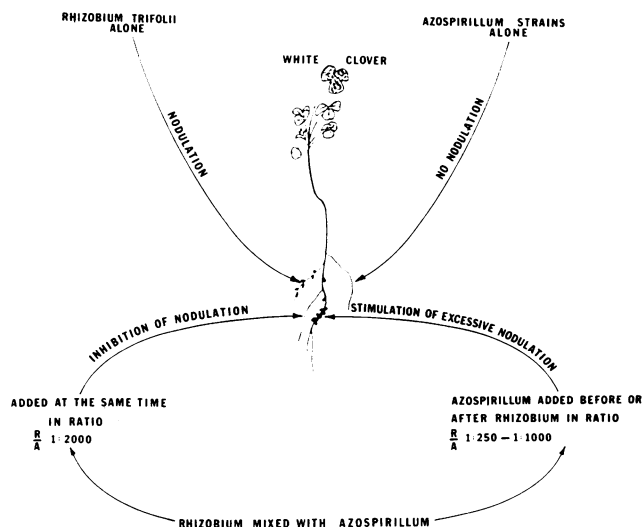 RHIZOBIUM TRIFOLII
ALONE
AZOSPIRILLUM STRAINS
ALONE
WHITE CLOVER
NODULATION
NO NODULATION
INHIBITION OF NODULATION
STIMULATION OF EXCESSIVE NODULATION
ADDED AT THE SAME TIME
IN RATIO
R/A 1:2000
AZOSPIRILLUM ADDED BEFORE OR
AFTER RHIZOBIUM IN RATIO
R/A 1:250 – 1:1000
RHIZOBIUM MIXED WITH AZOSPIRILLUM